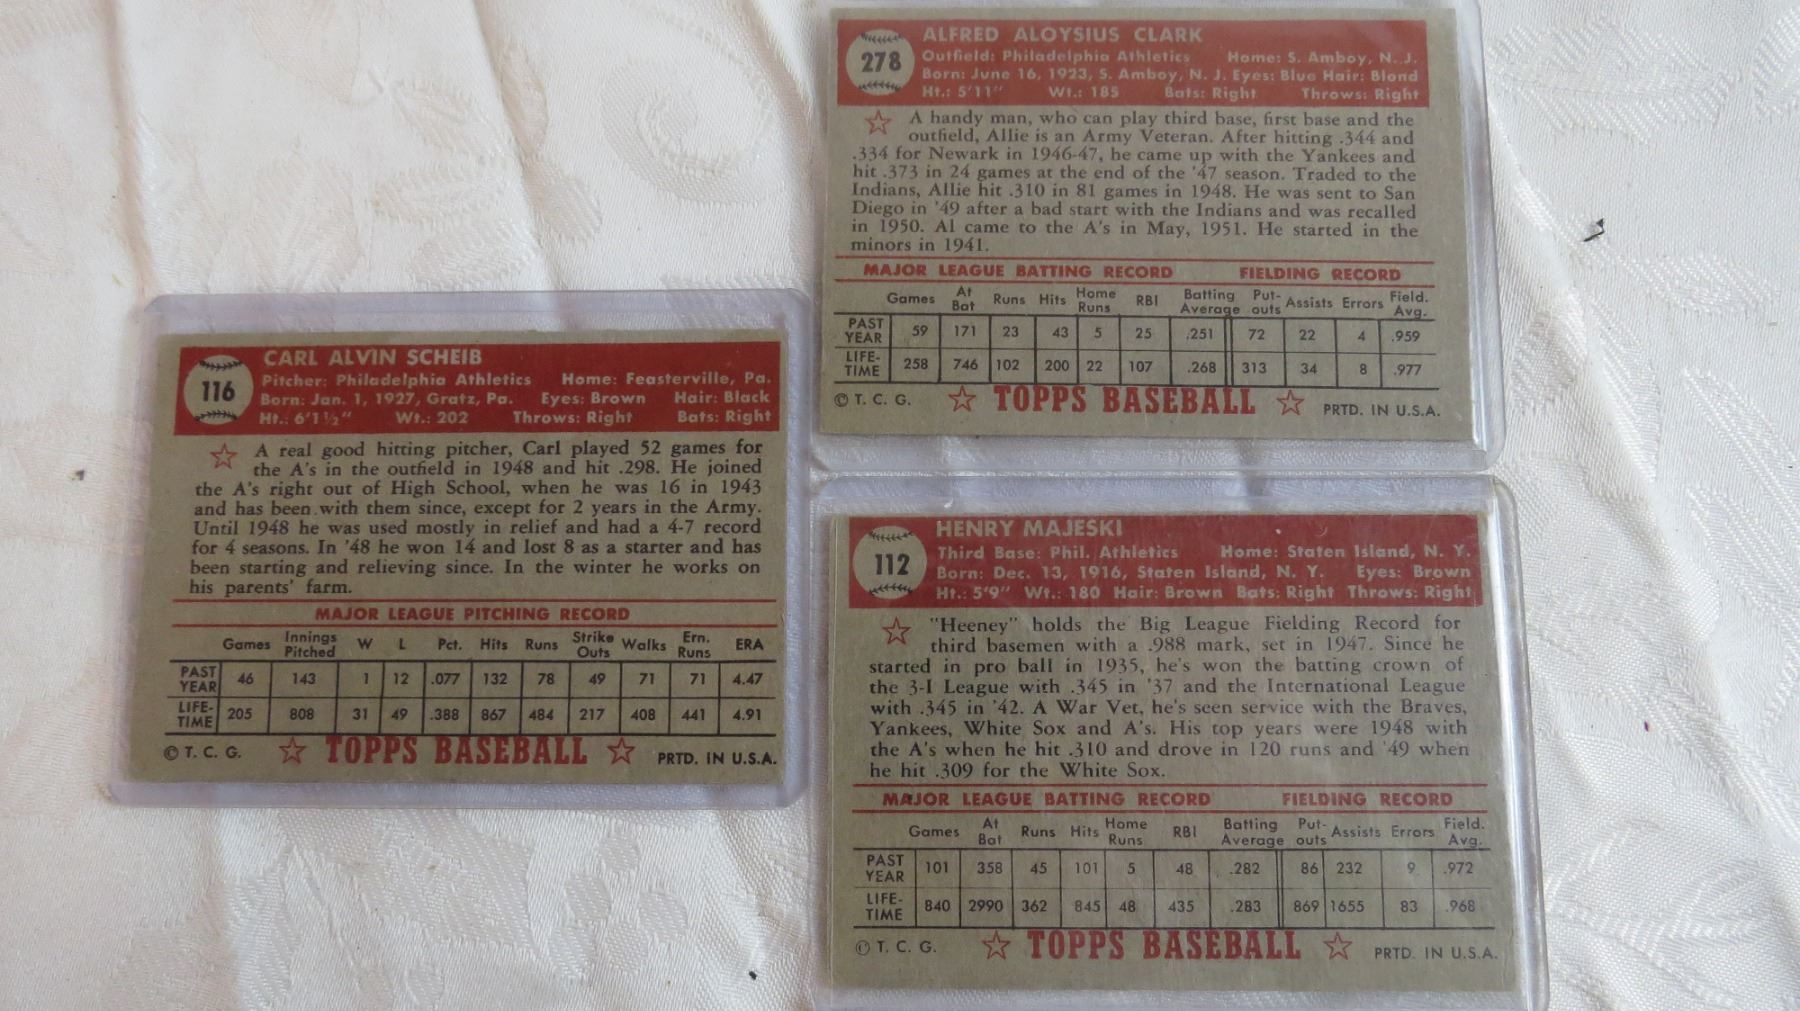 278
ALFRED ALOYSIUS CLARK
Outfield: Philadelphia Athletics Home: S. Amboy, N. J.
Born: June 16, 1923, S. Amboy, N. J. Eyes: Blue Hair: Blond
Ht.: 5'11" Wt.: 185 Bats: Right Throws: Right
A handy man, who can play third base, first base and the
outfield, Allie is an Army Veteran. After hitting .344 and
.334 for Newark in 1946-47, he came up with the Yankees and
hit .373 in 24 games at the end of the '47 season. Traded to the
Indians, Allie hit .310 in 81 games in 1948. He was sent to San
Diego in '49 after a bad start with the Indians and was recalled
in 1950. Al came to the A's in May, 1951. He started in the
minors in 1941.
MAJOR LEAGUE BATTING RECORD FIELDING RECORD
Games At Bat Runs Hits Home Runs RBI Batting Average Put-outs Assists Errors Field. Avg.
PAST YEAR 59 171 23 43 5 25 .251 72 22 4 .959
LIFE-TIME 258 746 102 200 22 107 .268 313 34 8 .977
© T. C. G. TOPPS BASEBALL PRTD. IN U.S.A.
116
CARL ALVIN SCHEIB
Pitcher: Philadelphia Athletics Home: Feasterville, Pa.
Born: Jan. 1, 1927, Gratz, Pa. Eyes: Brown Hair: Black
Ht.: 6'1½" Wt.: 202 Throws: Right Bats: Right
A real good hitting pitcher, Carl played 52 games for
the A's in the outfield in 1948 and hit .298. He joined
the A's right out of High School, when he was 16 in 1943
and has been with them since, except for 2 years in the Army.
Until 1948 he was used mostly in relief and had a 4-7 record
for 4 seasons. In '48 he won 14 and lost 8 as a starter and has
been starting and relieving since. In the winter he works on
his parents' farm.
MAJOR LEAGUE PITCHING RECORD
Games Innings Pitched W L Pct. Hits Runs Strike Outs Walks Ern. Runs ERA
PAST YEAR 46 143 1 12 .077 132 78 49 71 71 4.47
LIFE-TIME 205 808 31 49 .388 867 484 217 408 441 4.91
© T. C. G. TOPPS BASEBALL PRTD. IN U.S.A.
112
HENRY MAJESKI
Third Base: Phil. Athletics Home: Staten Island, N. Y.
Born: Dec. 13, 1916, Staten Island, N. Y. Eyes: Brown
Ht.: 5'9" Wt.: 180 Hair: Brown Bats: Right Throws: Right
"Heeney" holds the Big League Fielding Record for
third basemen with a .988 mark, set in 1947. Since he
started in pro ball in 1935, he's won the batting crown of
the 3-I League with .345 in '37 and the International League
with .345 in '42. A War Vet, he's seen service with the Braves,
Yankees, White Sox and A's. His top years were 1948 with
the A's when he hit .310 and drove in 120 runs and '49 when
he hit .309 for the White Sox.
MAJOR LEAGUE BATTING RECORD FIELDING RECORD
Games At Bat Runs Hits Home Runs RBI Batting Average Put-outs Assists Errors Field. Avg.
PAST YEAR 101 358 45 101 5 48 .282 86 232 9 .972
LIFE-TIME 840 2990 362 845 48 435 .283 869 1655 83 .968
© T. C. G. TOPPS BASEBALL PRTD. IN U.S.A.